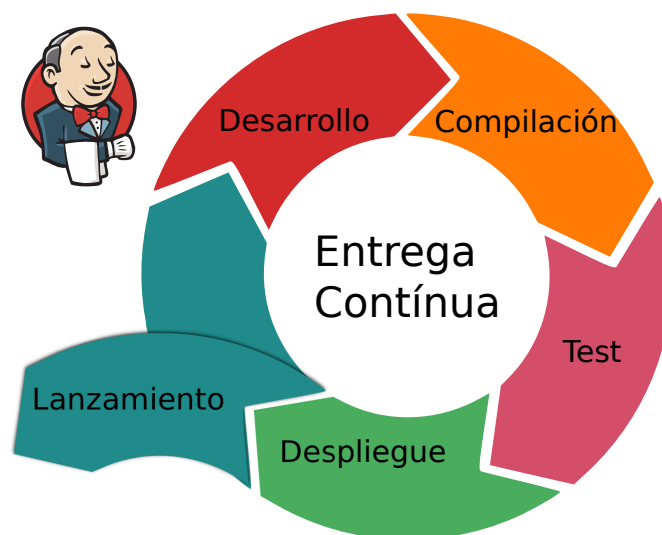 Desarrollo
Compilación
Entrega
Contínua
Test
Lanzamiento
Despliegue